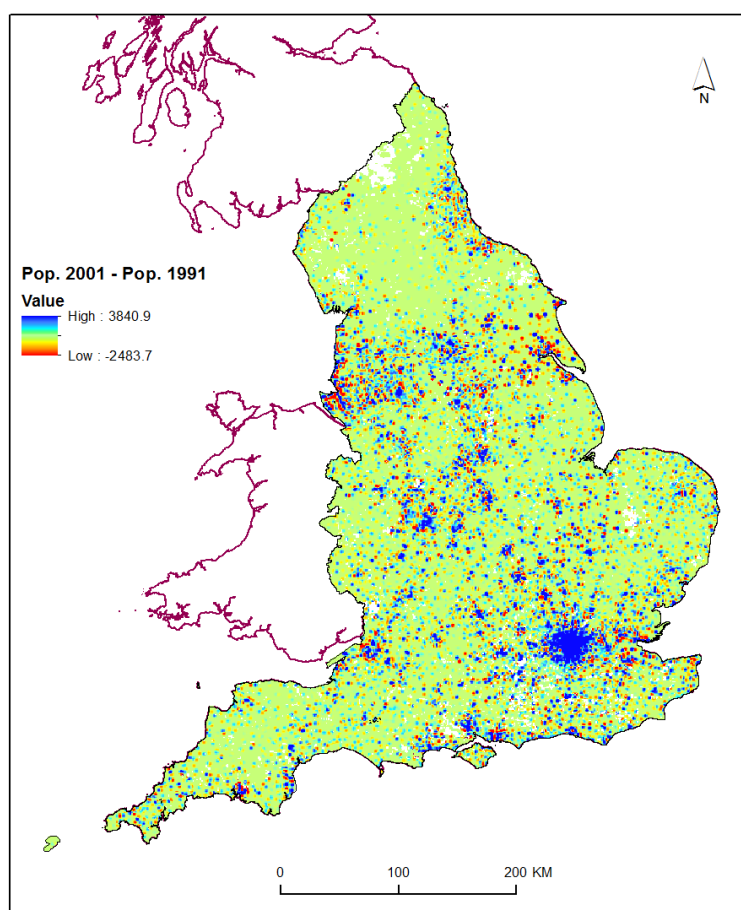 N
Pop. 2001 - Pop. 1991
Value
High : 3840.9
Low : -2483.7
0 100 200 KM